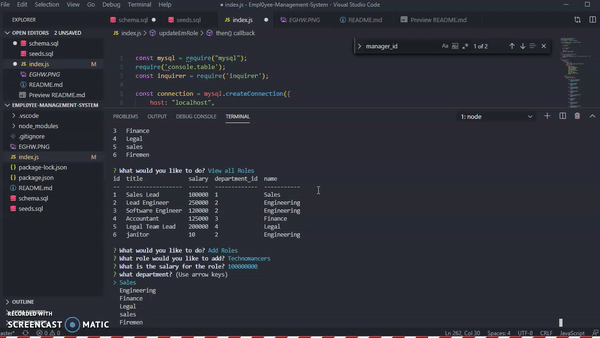 File Edit Selection View Go Debug Terminal Help
● index.js - Empl0yee-Management-System - Visual Studio Code
EXPLORER
schema.sql ●
seeds.sql
index.js ●
EGHW.PNG
README.md
Preview README.md
OPEN EDITORS 2 UNSAVED
schema.sql
seeds.sql
index.js M
EGHW.PNG
README.md
Preview README.md
EMPL0YEE-MANAGEMENT-SYSTEM
.vscode
node_modules
.gitignore
EGHW.PNG
index.js M
package-lock.json
package.json
README.md
schema.sql
seeds.sql
OUTLINE
index.js > updateEmRole > then() callback
manager_id
Aa
1 of 2
const mysql = require("mysql");
require('console.table');
const inquirer = require('inquirer');
const connection = mysql.createConnection({
host: "localhost",
PROBLEMS OUTPUT DEBUG CONSOLE TERMINAL
1: node
3 Finance
4 Legal
5 sales
6 Firemen
? What would you like to do? View all Roles
id title salary department_id name
1 Sales Lead 100000 1 Sales
2 Lead Engineer 250000 2 Engineering
3 Software Engineer 120000 2 Engineering
4 Accountant 125000 3 Finance
5 Legal Team Lead 200000 4 Legal
6 janitor 10 2 Engineering
? What would you like to do? Add Roles
? What role would you like to add? Technomancers
? What is the salary for the role? 100000000
? what department? (Use arrow keys)
> Sales
Engineering
Finance
Legal
sales
Firemen
RECORDED WITH
SCREENCAST MATIC
master*
0 0
Ln 262, Col 30 Spaces: 4 UTF-8 CRLF JavaScript